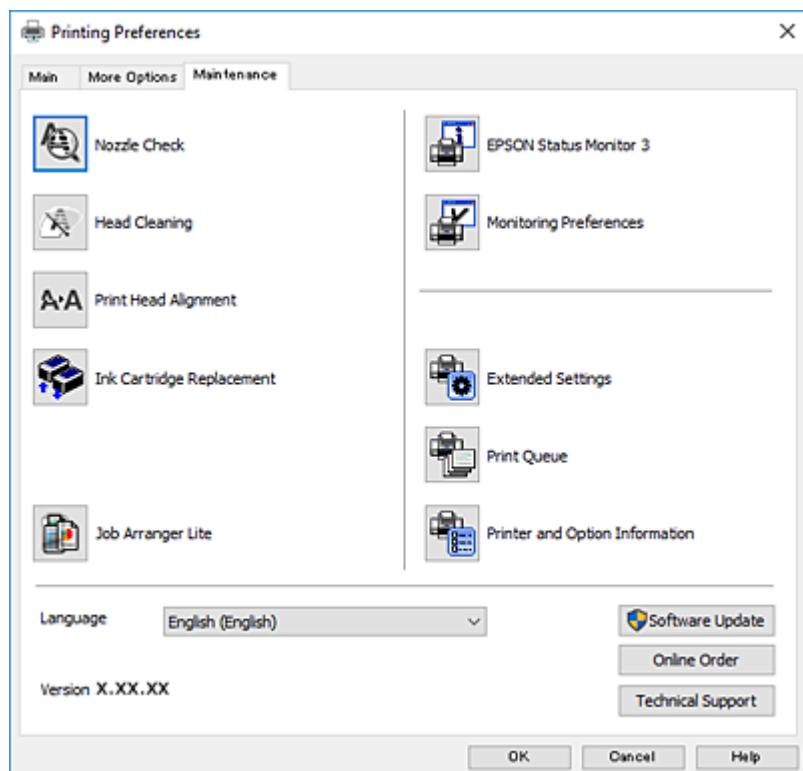 Printing Preferences
Main
More Options
Maintenance
Nozzle Check
Head Cleaning
A·A Print Head Alignment
Ink Cartridge Replacement
Job Arranger Lite
EPSON Status Monitor 3
Monitoring Preferences
Extended Settings
Print Queue
Printer and Option Information
Language
English (English)
Software Update
Online Order
Version X.XX.XX
Technical Support
OK
Cancel
Help